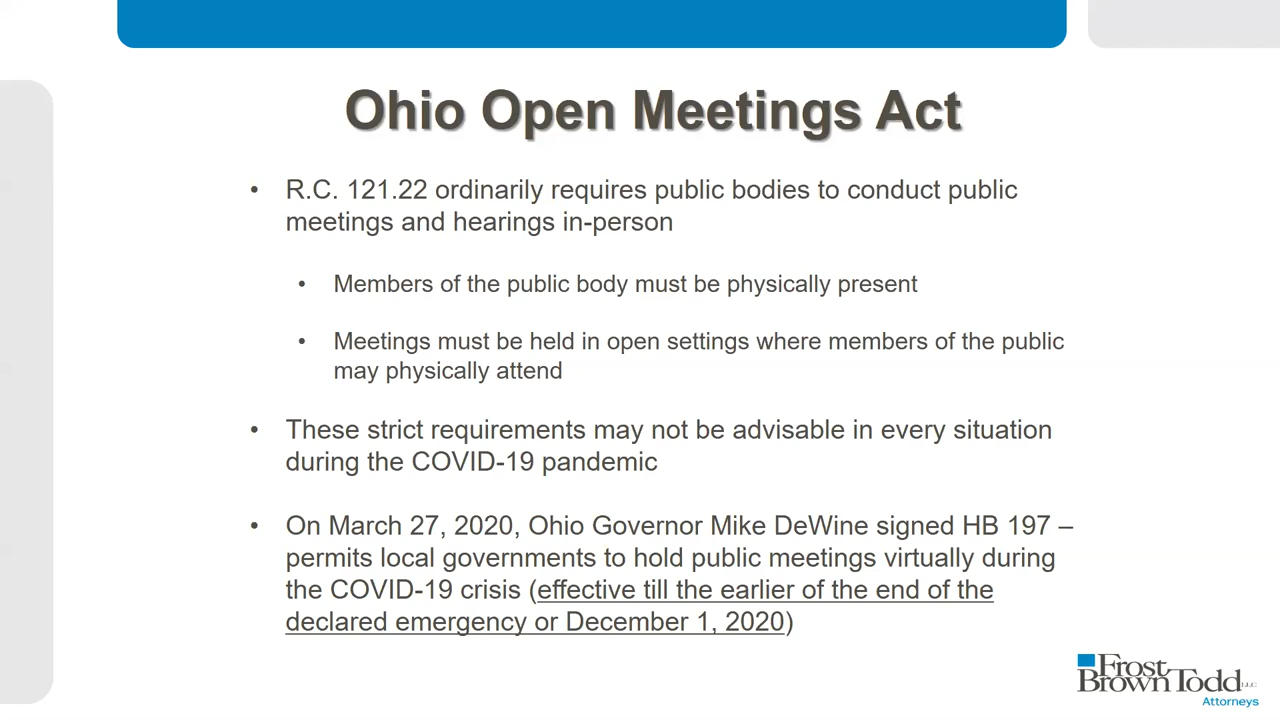 Ohio Open Meetings Act
• R.C. 121.22 ordinarily requires public bodies to conduct public
meetings and hearings in-person
• Members of the public body must be physically present
• Meetings must be held in open settings where members of the public
may physically attend
• These strict requirements may not be advisable in every situation
during the COVID-19 pandemic
• On March 27, 2020, Ohio Governor Mike DeWine signed HB 197 –
permits local governments to hold public meetings virtually during
the COVID-19 crisis (effective till the earlier of the end of the
declared emergency or December 1, 2020)
Frost
Brown Todd LLC
Attorneys